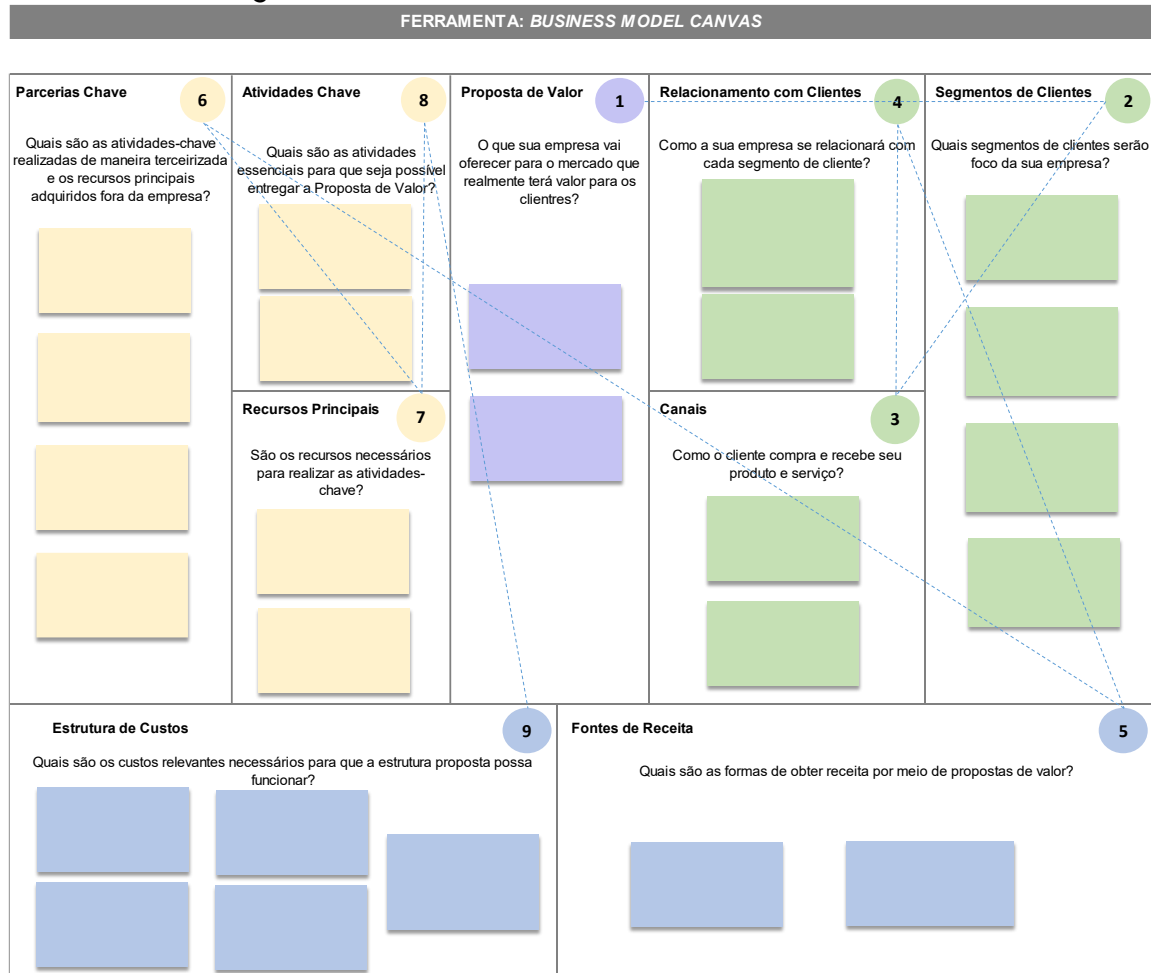 FERRAMENTA: BUSINESS MODEL CANVAS
Parcerias Chave
6
Quais são as atividades-chave
realizadas de maneira terceirizada
e os recursos principais
adquiridos fora da empresa?
Atividades Chave
8
Quais são as atividades
essenciais para que seja possível
entregar a Proposta de Valor?
Recursos Principais
7
São os recursos necessários
para realizar as atividades-
chave?
Proposta de Valor
1
O que sua empresa vai
oferecer para o mercado que
realmente terá valor para os
clientres?
Relacionamento com Clientes
4
Como a sua empresa se relacionará com
cada segmento de cliente?
Canais
3
Como o cliente compra e recebe seu
produto e serviço?
Segmentos de Clientes
2
Quais segmentos de clientes serão
foco da sua empresa?
Estrutura de Custos
9
Quais são os custos relevantes necessários para que a estrutura proposta possa
funcionar?
Fontes de Receita
5
Quais são as formas de obter receita por meio de propostas de valor?